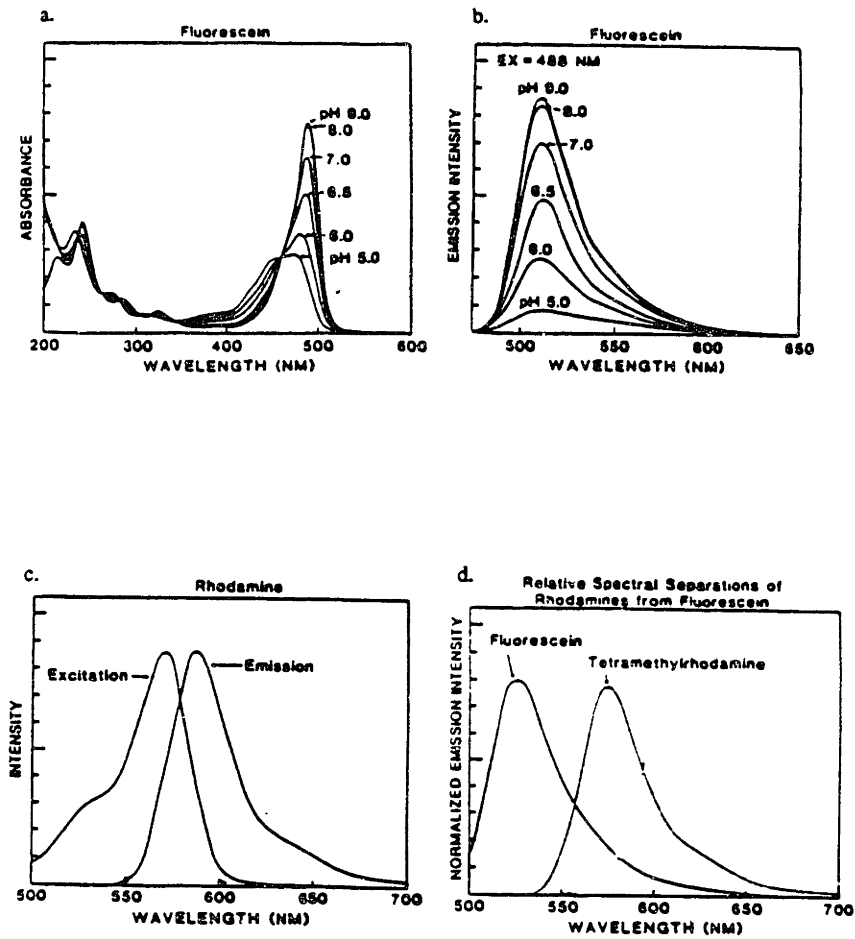 a.
Fluorescein
pH 9.0
8.0
7.0
6.5
6.0
pH 5.0
ABSORBANCE
200 300 400 500 600
WAVELENGTH (NM)
b.
Fluorescein
EX = 488 NM
pH 9.0
8.0
7.0
6.5
6.0
pH 5.0
EMISSION INTENSITY
500 550 600 650
WAVELENGTH (NM)
c.
Rhodamine
Excitation
Emission
INTENSITY
500 550 600 650 700
WAVELENGTH (NM)
d.
Relative Spectral Separations of
Rhodamines from Fluorescein
Fluorescein
Tetramethylrhodamine
NORMALIZED EMISSION INTENSITY
500 550 600 650 700
WAVELENGTH (NM)